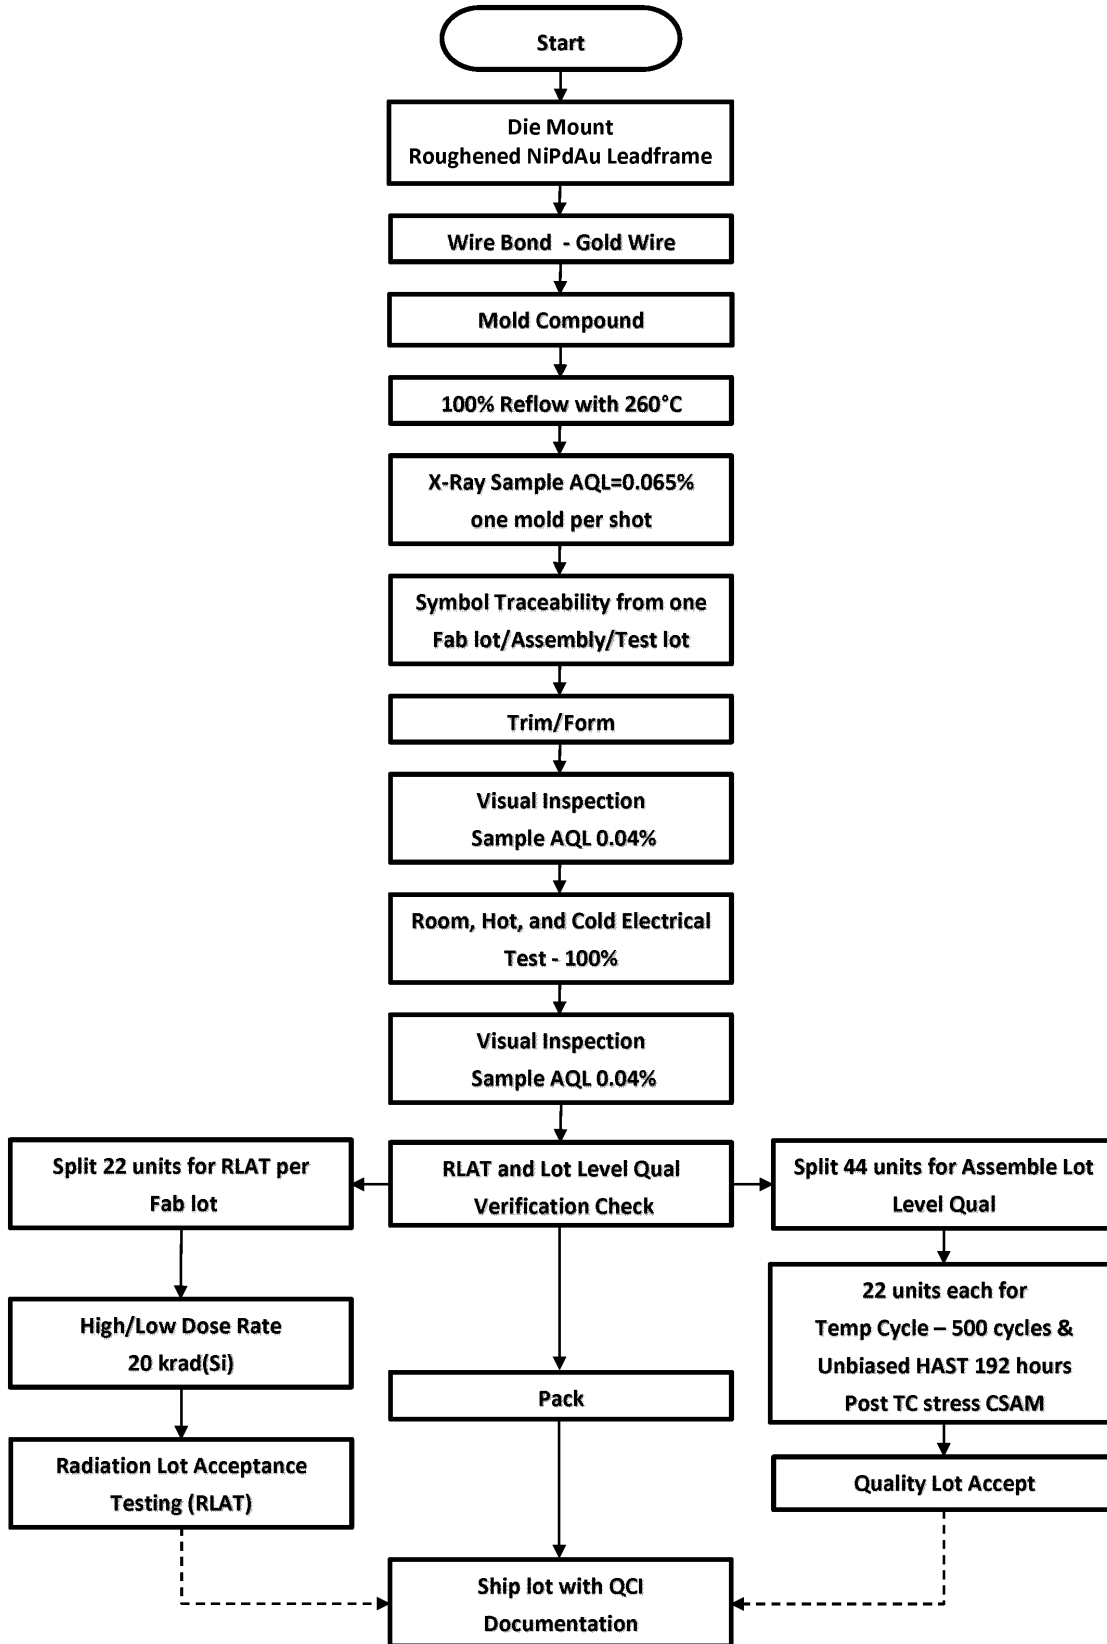 Start
Die Mount
Roughened NiPdAu Leadframe
Wire Bond - Gold Wire
Mold Compound
100% Reflow with 260°C
X-Ray Sample AQL=0.065%
one mold per shot
Symbol Traceability from one
Fab lot/Assembly/Test lot
Trim/Form
Visual Inspection
Sample AQL 0.04%
Room, Hot, and Cold Electrical
Test - 100%
Visual Inspection
Sample AQL 0.04%
RLAT and Lot Level Qual
Verification Check
Split 22 units for RLAT per
Fab lot
High/Low Dose Rate
20 krad(Si)
Radiation Lot Acceptance
Testing (RLAT)
Split 44 units for Assemble Lot
Level Qual
22 units each for
Temp Cycle – 500 cycles &
Unbiased HAST 192 hours
Post TC stress CSAM
Quality Lot Accept
Pack
Ship lot with QCI
Documentation